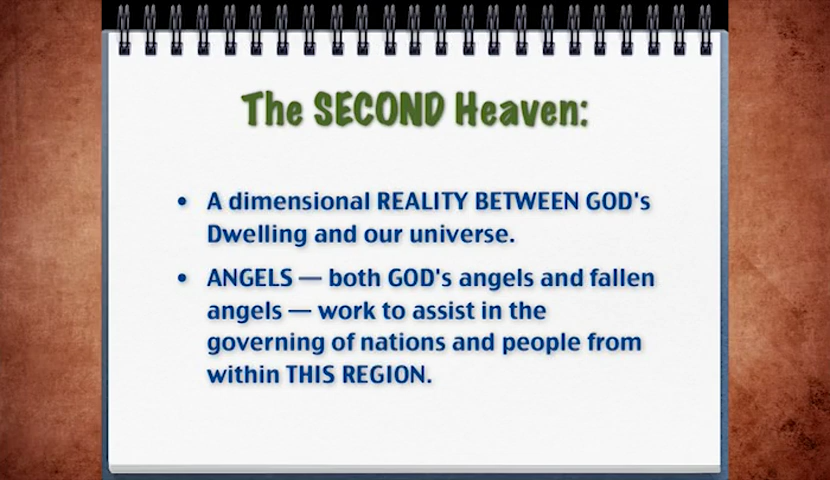 The SECOND Heaven:
• A dimensional REALITY BETWEEN GOD's
Dwelling and our universe.
• ANGELS — both GOD's angels and fallen
angels — work to assist in the
governing of nations and people from
within THIS REGION.